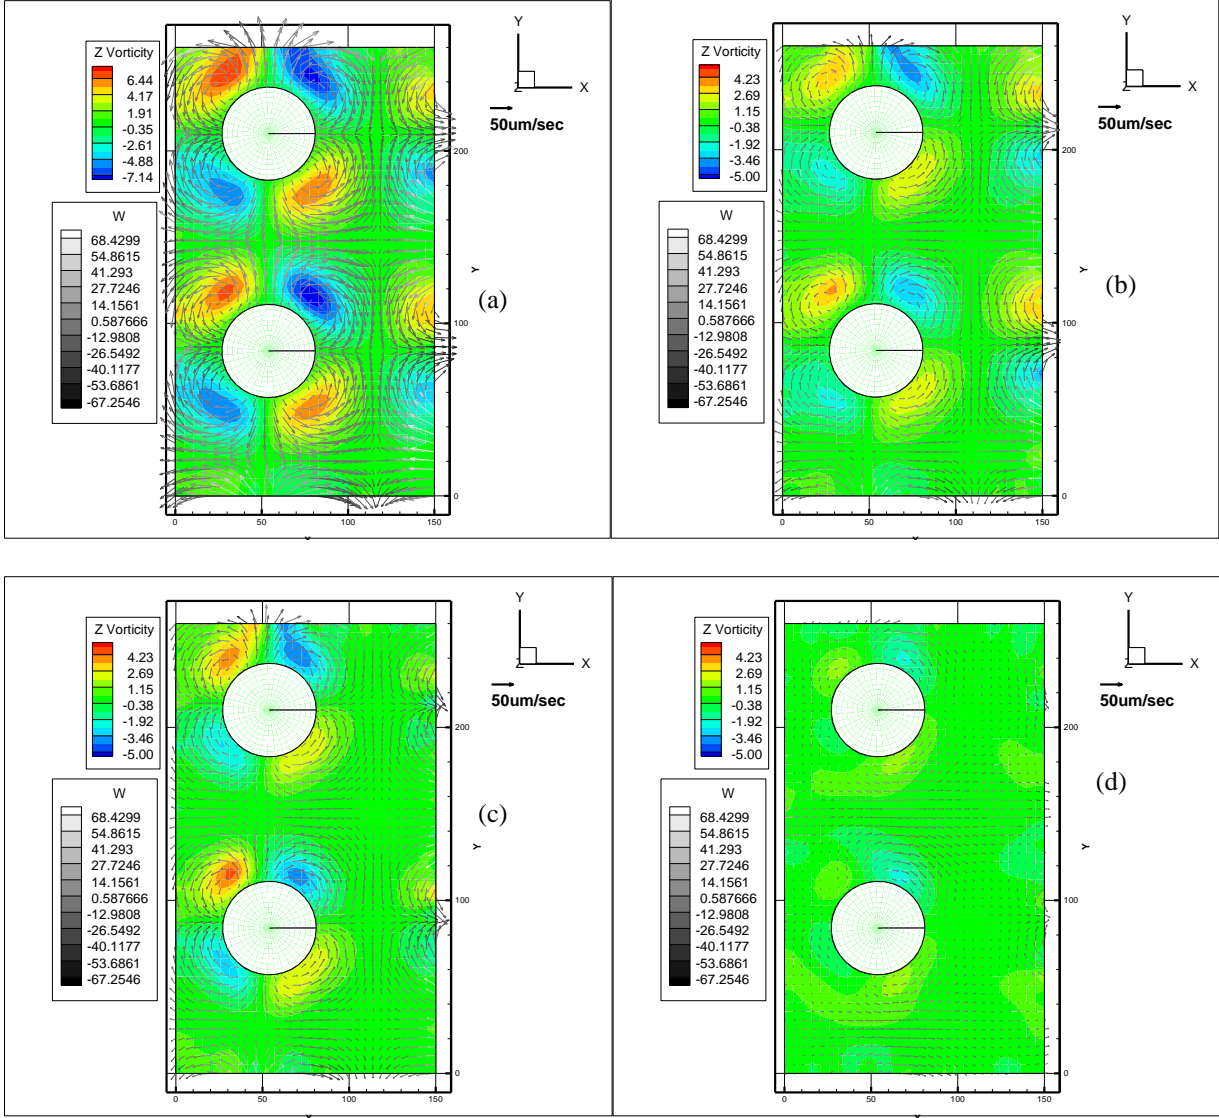 Y
Z
X
50um/sec
Z Vorticity
6.44
4.17
1.91
-0.35
-2.61
-4.88
-7.14
W
68.4299
54.8615
41.293
27.7246
14.1561
0.587666
-12.9808
-26.5492
-40.1177
-53.6861
-67.2546
200
Y
(a)
100
0
0
50
100
150
X
Y
Z
X
50um/sec
Z Vorticity
4.23
2.69
1.15
-0.38
-1.92
-3.46
-5.00
W
68.4299
54.8615
41.293
27.7246
14.1561
0.587666
-12.9808
-26.5492
-40.1177
-53.6861
-67.2546
200
Y
(b)
100
0
0
50
100
150
X
Y
Z
X
50um/sec
Z Vorticity
4.23
2.69
1.15
-0.38
-1.92
-3.46
-5.00
W
68.4299
54.8615
41.293
27.7246
14.1561
0.587666
-12.9808
-26.5492
-40.1177
-53.6861
-67.2546
200
Y
(c)
100
0
0
50
100
150
X
Y
Z
X
50um/sec
Z Vorticity
4.23
2.69
1.15
-0.38
-1.92
-3.46
-5.00
W
68.4299
54.8615
41.293
27.7246
14.1561
0.587666
-12.9808
-26.5492
-40.1177
-53.6861
-67.2546
200
Y
(d)
100
0
0
50
100
150
X